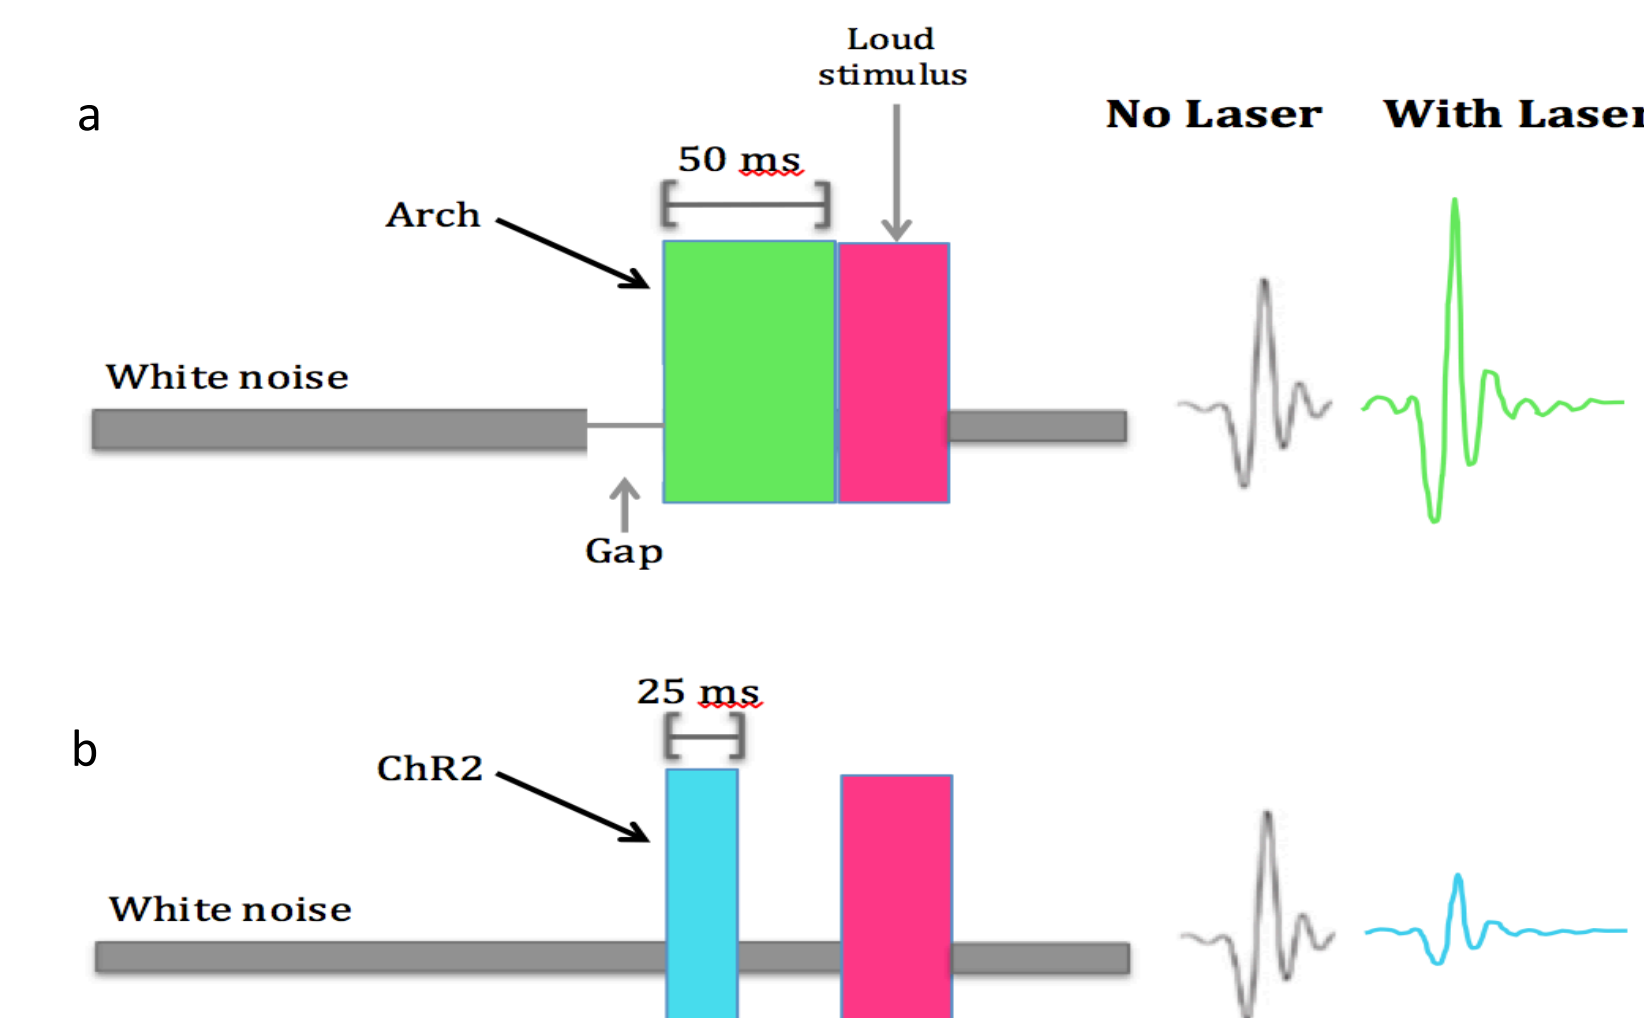 a
Loud
stimulus
No Laser
With Laser
50 ms
Arch
White noise
Gap
b
25 ms
ChR2
White noise